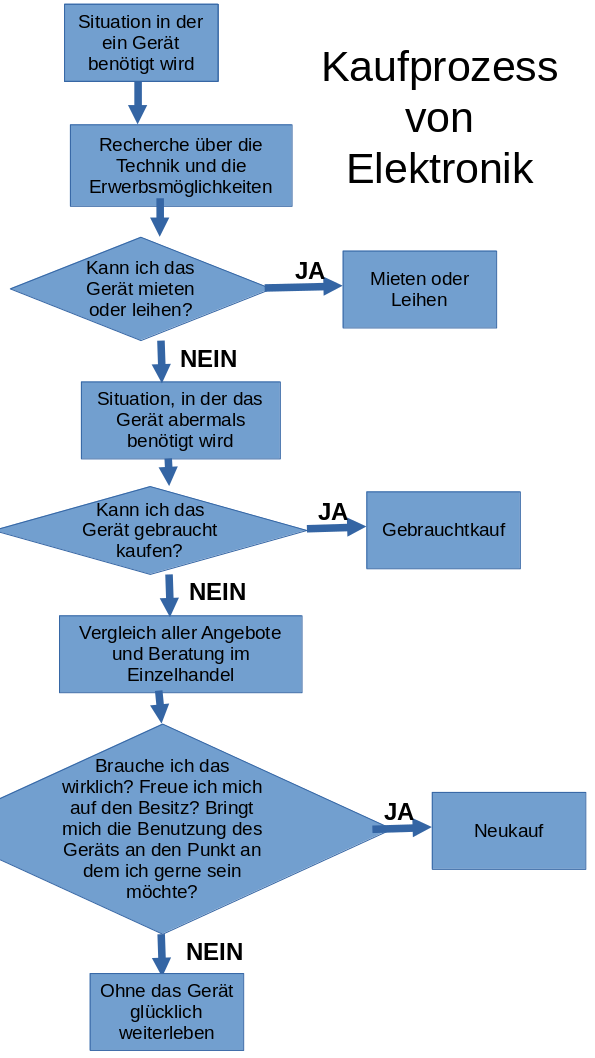 Situation in der
ein Gerät
benötigt wird
Kaufprozess
von
Elektronik
Recherche über die
Technik und die
Erwerbsmöglichkeiten
Kann ich das
Gerät mieten
oder leihen?
JA
Mieten oder
Leihen
NEIN
Situation, in der das
Gerät abermals
benötigt wird
Kann ich das
Gerät gebraucht
kaufen?
JA
Gebrauchtkauf
NEIN
Vergleich aller Angebote
und Beratung im
Einzelhandel
Brauche ich das
wirklich? Freue ich mich
auf den Besitz? Bringt
mich die Benutzung des
Geräts an den Punkt an
dem ich gerne sein
möchte?
JA
Neukauf
NEIN
Ohne das Gerät
glücklich
weiterleben